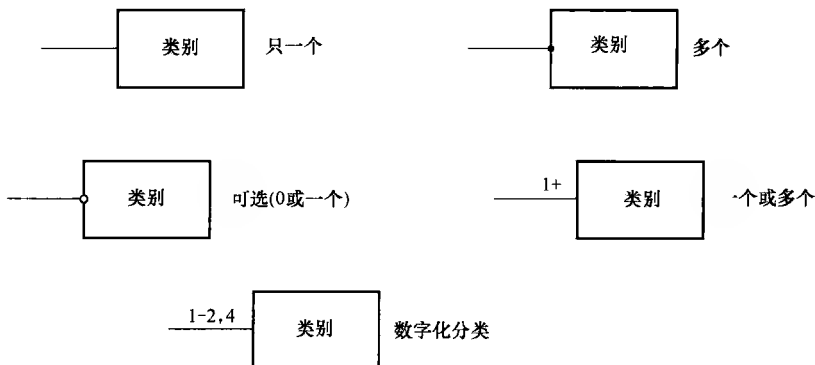 类别 只一个
类别 多个
类别 可选(0或一个)
1+ 类别 一个或多个
1-2,4 类别 数字化分类